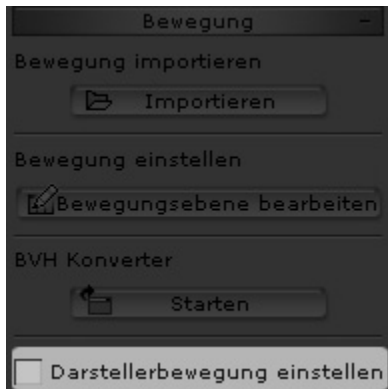 Bewegung
Bewegung importieren
Importieren
Bewegung einstellen
Bewegungsebene bearbeiten
BVH Konverter
Starten
Darstellerbewegung einstellen